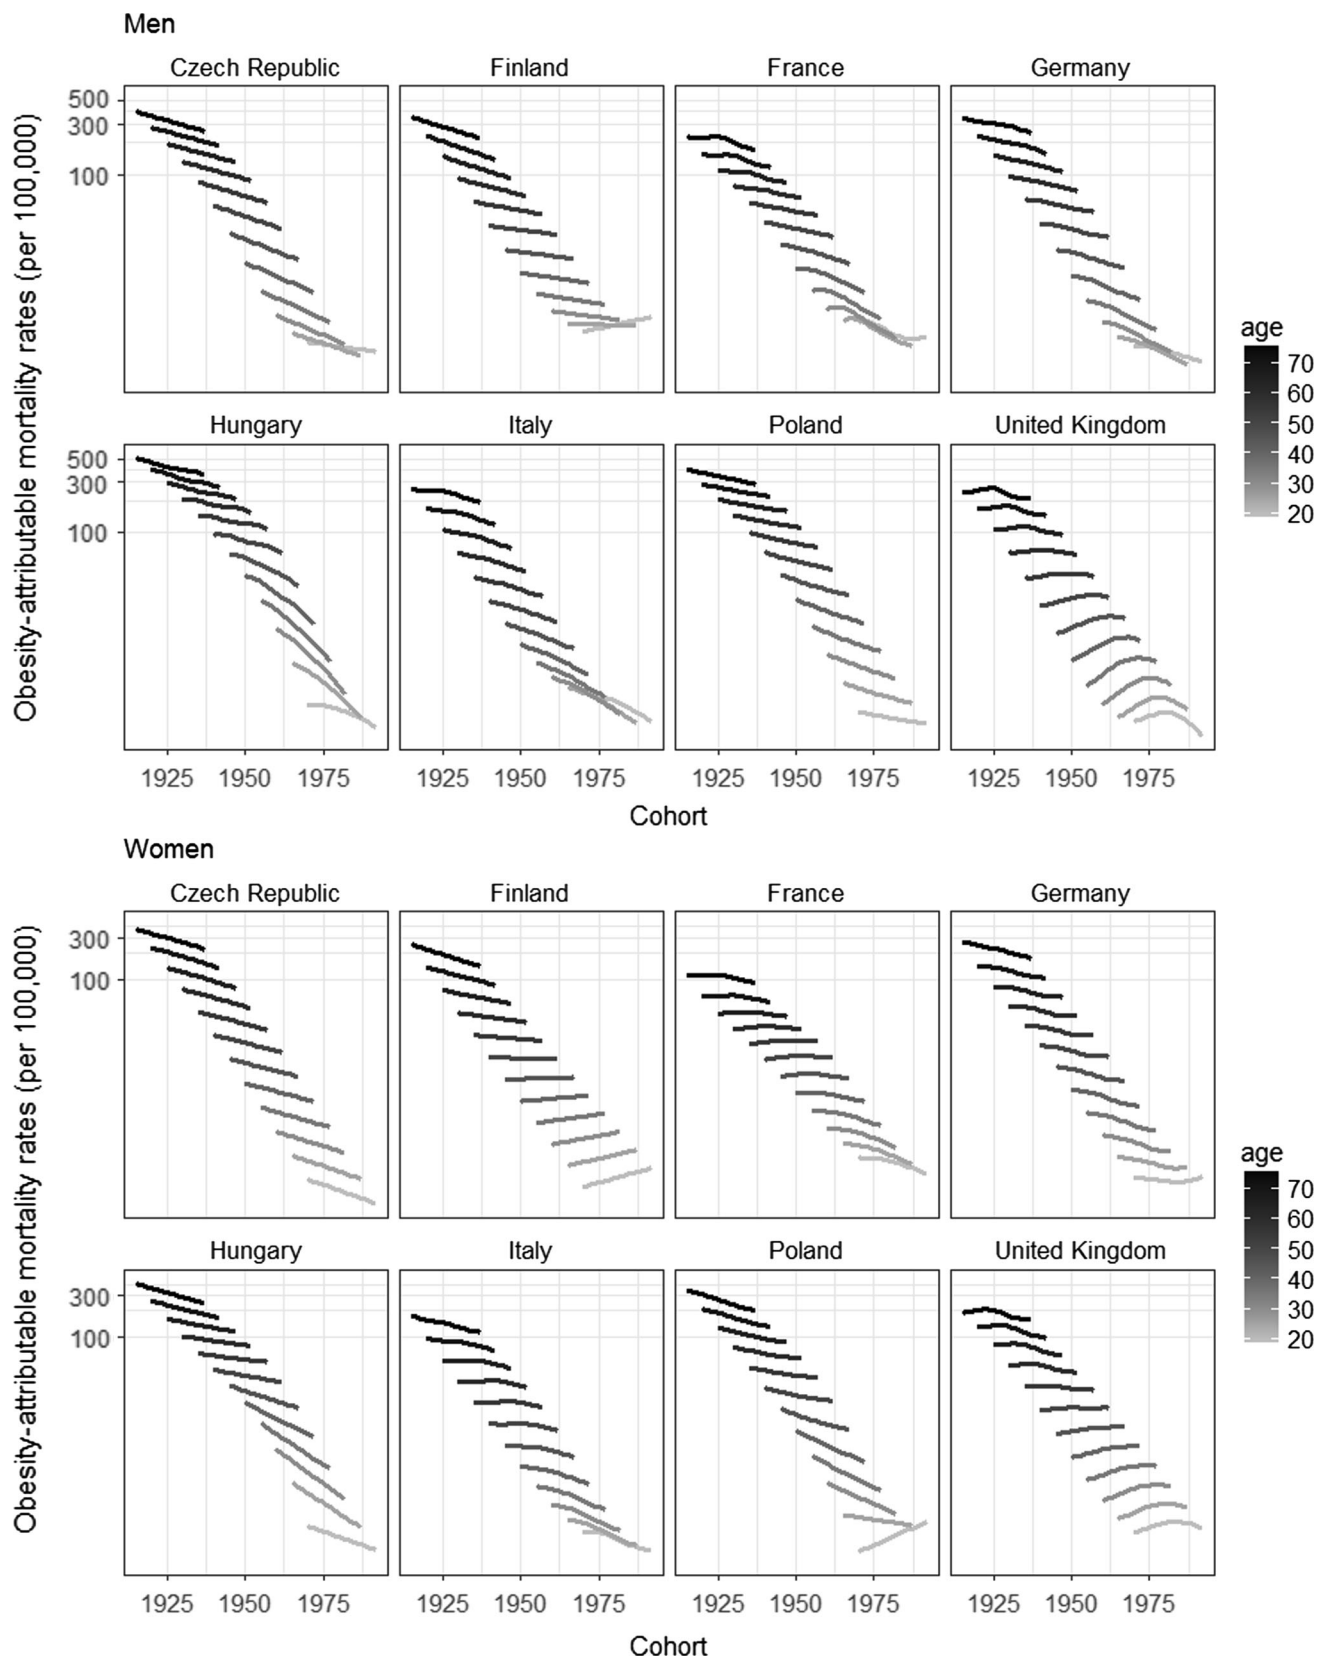 Men
Obesity-attributable mortality rates (per 100,000)
Czech Republic Finland France Germany
500
300
100
Hungary Italy Poland United Kingdom
500
300
100
1925 1950 1975 1925 1950 1975 1925 1950 1975 1925 1950 1975
Cohort
age
70
60
50
40
30
20
Women
Obesity-attributable mortality rates (per 100,000)
Czech Republic Finland France Germany
300
100
Hungary Italy Poland United Kingdom
300
100
1925 1950 1975 1925 1950 1975 1925 1950 1975 1925 1950 1975
Cohort
age
70
60
50
40
30
20